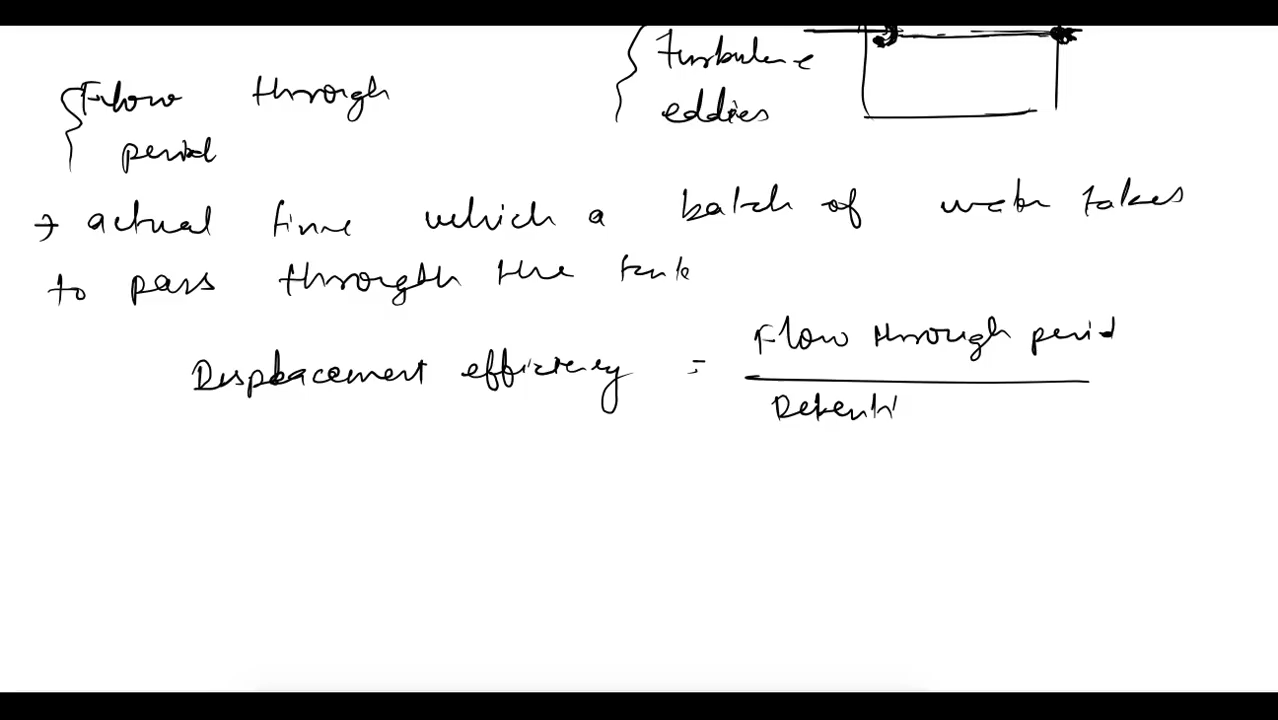 Flow through
period
turbulence
eddies
→ actual time which a batch of water takes
to pass through the tank
Displacement efficiency = Flow through period
Detenti